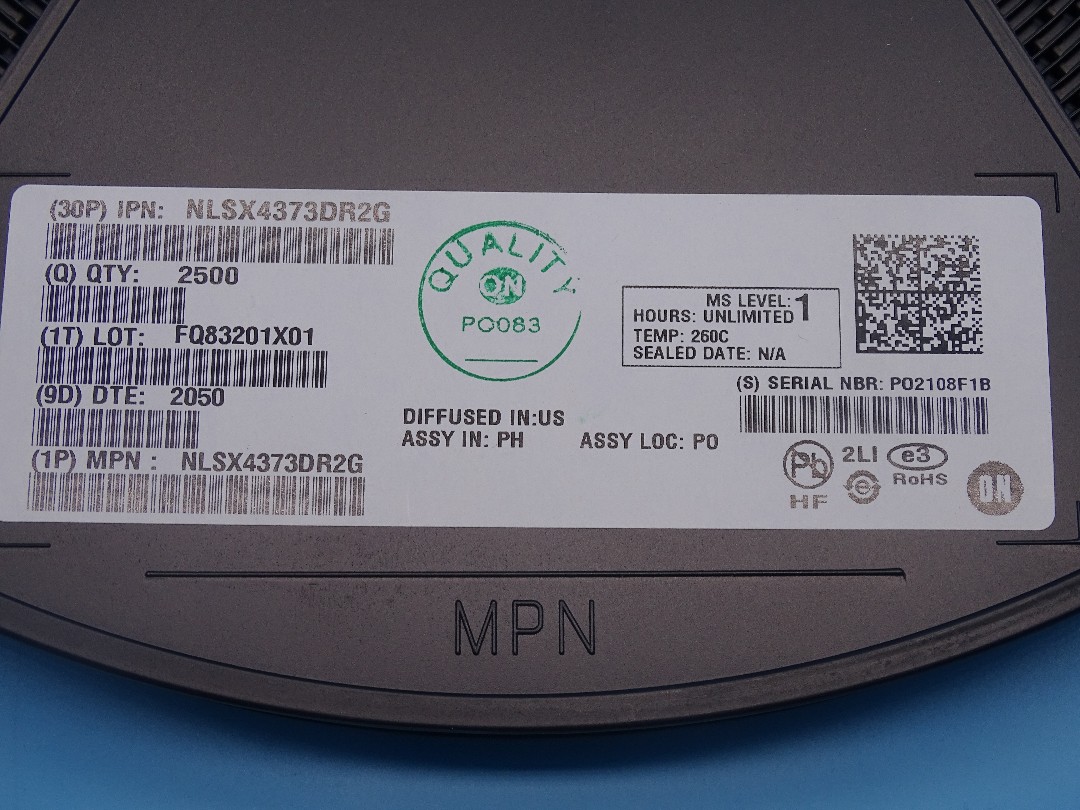 (30P) IPN: NLSX4373DR2G
(Q) QTY: 2500
(1T) LOT: FQ83201X01
(9D) DTE: 2050
(1P) MPN : NLSX4373DR2G
QUALITY
ON
PO083
DIFFUSED IN:US
ASSY IN: PH ASSY LOC: PO
MS LEVEL: 1
HOURS: UNLIMITED
TEMP: 260C
SEALED DATE: N/A
(S) SERIAL NBR: PO2108F1B
Pb 2LI e3
HF e RoHS
ON
MPN